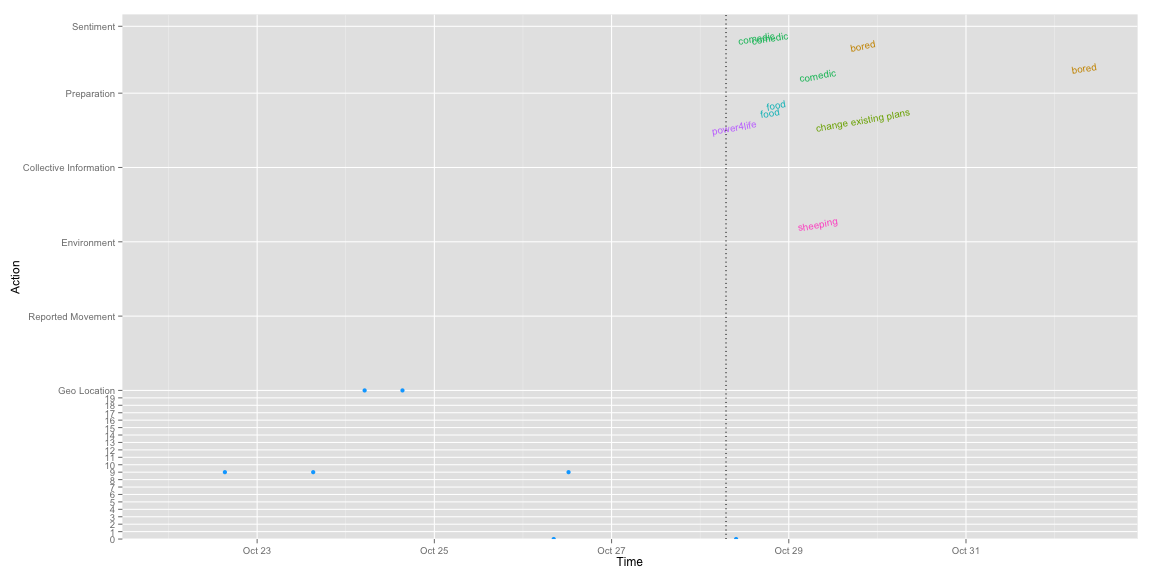 Sentiment
comedic
comedic
bored
bored
comedic
Preparation
food
food
change existing plans
power4life
Collective Information
sheeping
Environment
Action
Reported Movement
Geo Location
19
18
17
16
15
14
13
12
11
10
9
8
7
6
5
4
3
2
1
0
Oct 23
Oct 25
Oct 27
Oct 29
Oct 31
Time